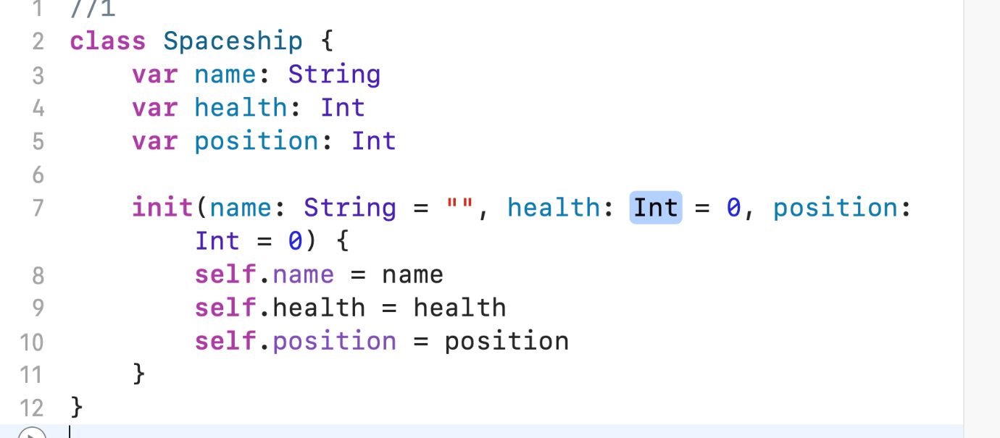 1 //1
2 class Spaceship {
3 var name: String
4 var health: Int
5 var position: Int
6
7 init(name: String = "", health: Int = 0, position:
Int = 0) {
8 self.name = name
9 self.health = health
10 self.position = position
11 }
12 }